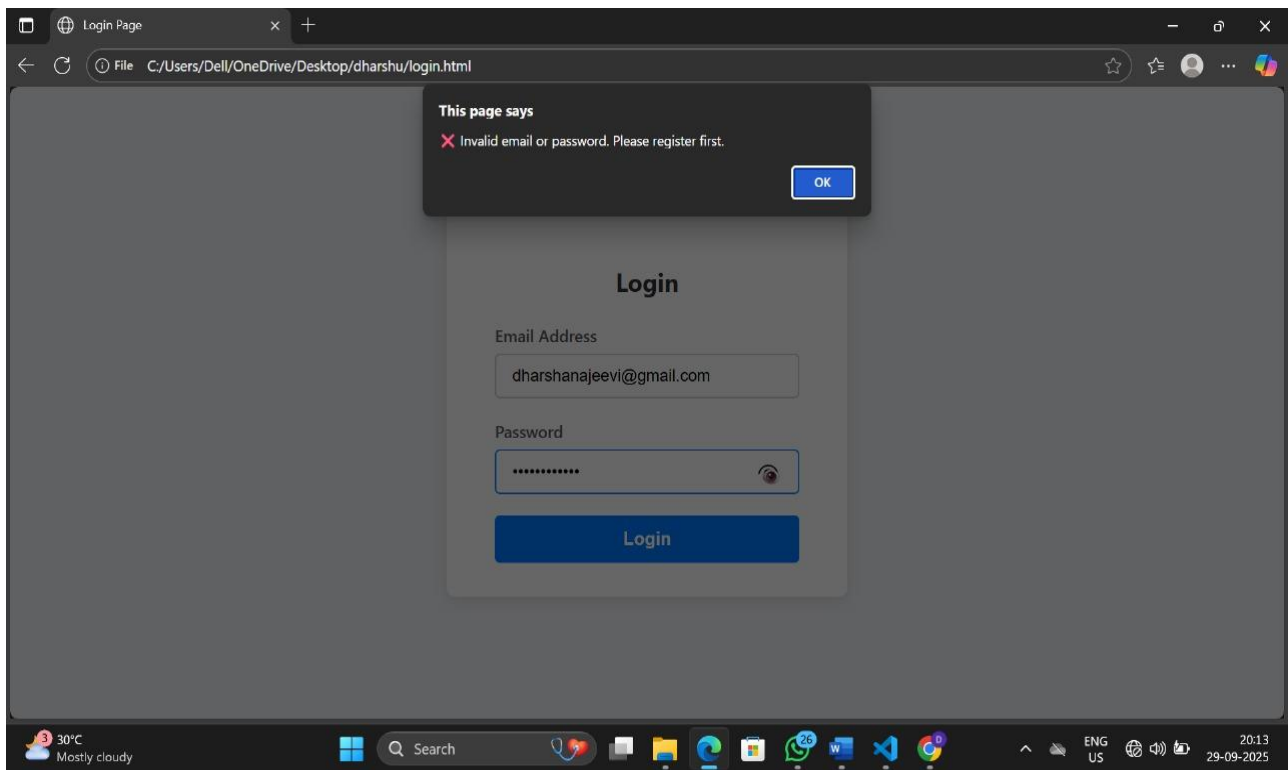 Login Page
File C:/Users/Dell/OneDrive/Desktop/dharshu/login.html
This page says
❌ Invalid email or password. Please register first.
OK
Login
Email Address
dharshanajeevi@gmail.com
Password
••••••••••••
Login
3
30°C
Mostly cloudy
Search
26
W
D
ENG
US
20:13
29-09-2025